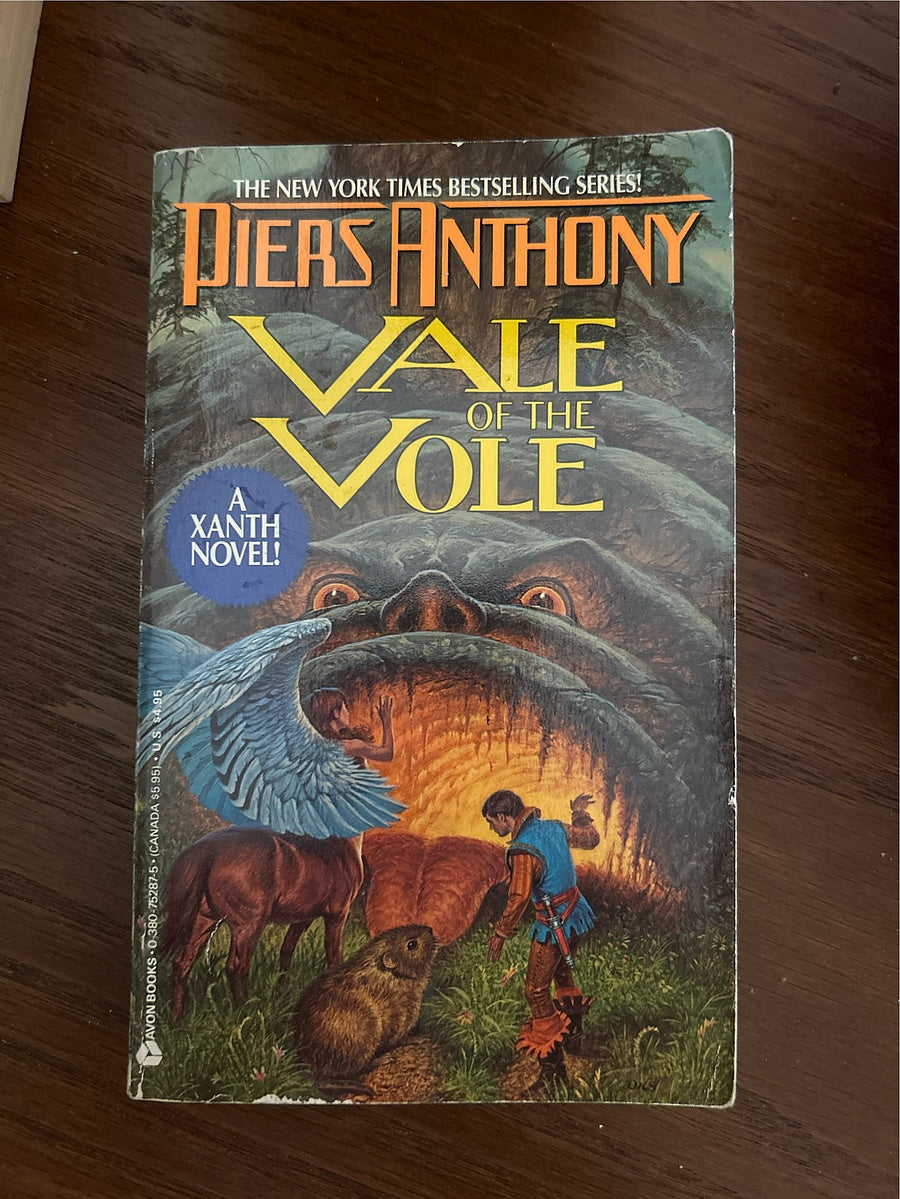 THE NEW YORK TIMES BESTSELLING SERIES!
PIERS ANTHONY
VALE
OF THE
VOLE
A
XANTH
NOVEL!
AVON BOOKS • 0-380-75287-5 • (CANADA $5.95) • U.S. $4.95
DKS